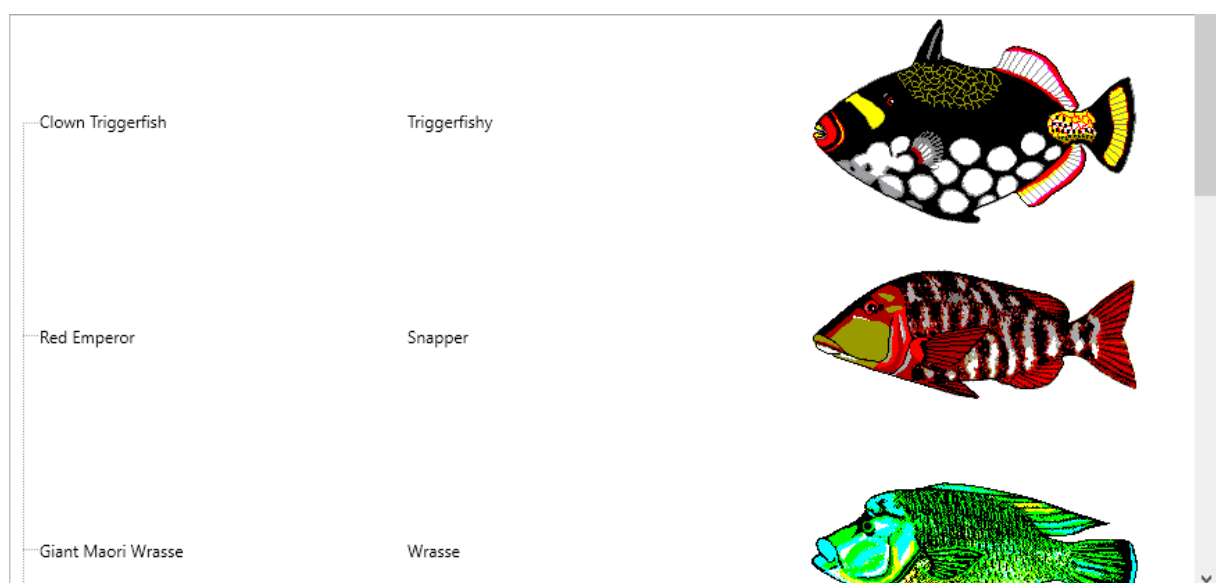 Clown Triggerfish Triggerfishy
Red Emperor Snapper
Giant Maori Wrasse Wrasse